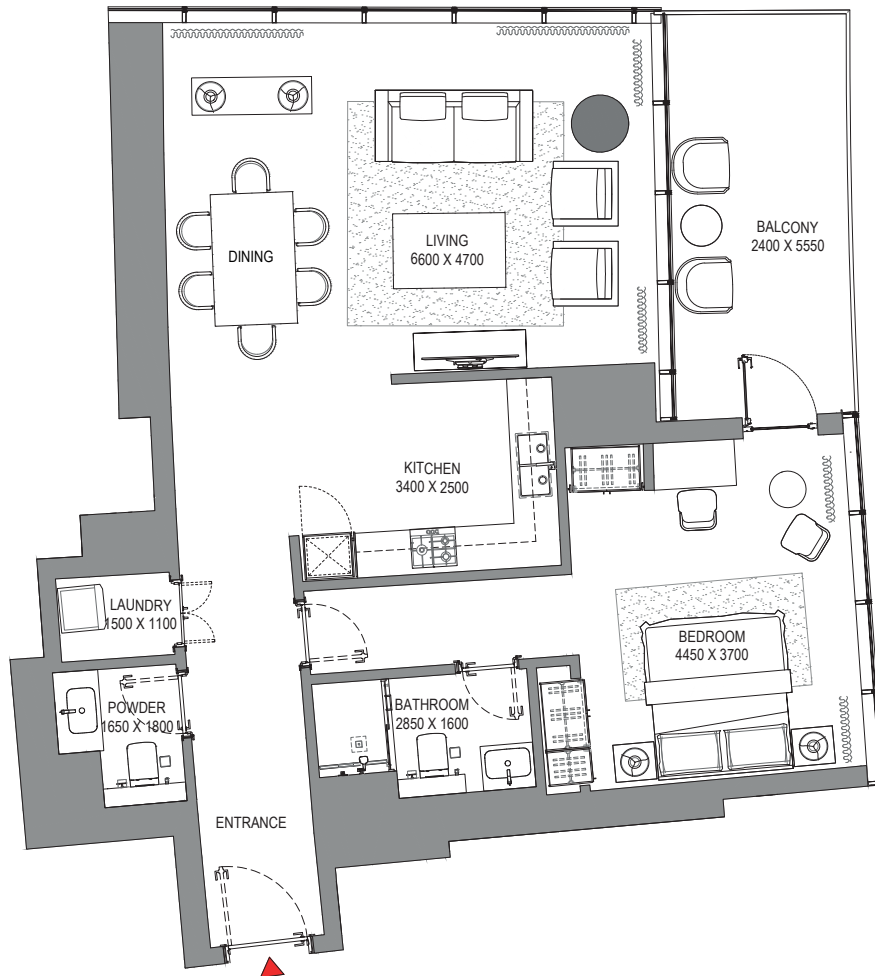 BALCONY
2400 X 5550
LIVING
6600 X 4700
DINING
KITCHEN
3400 X 2500
LAUNDRY
1500 X 1100
BEDROOM
4450 X 3700
POWDER
1650 X 1800
BATHROOM
2850 X 1600
ENTRANCE